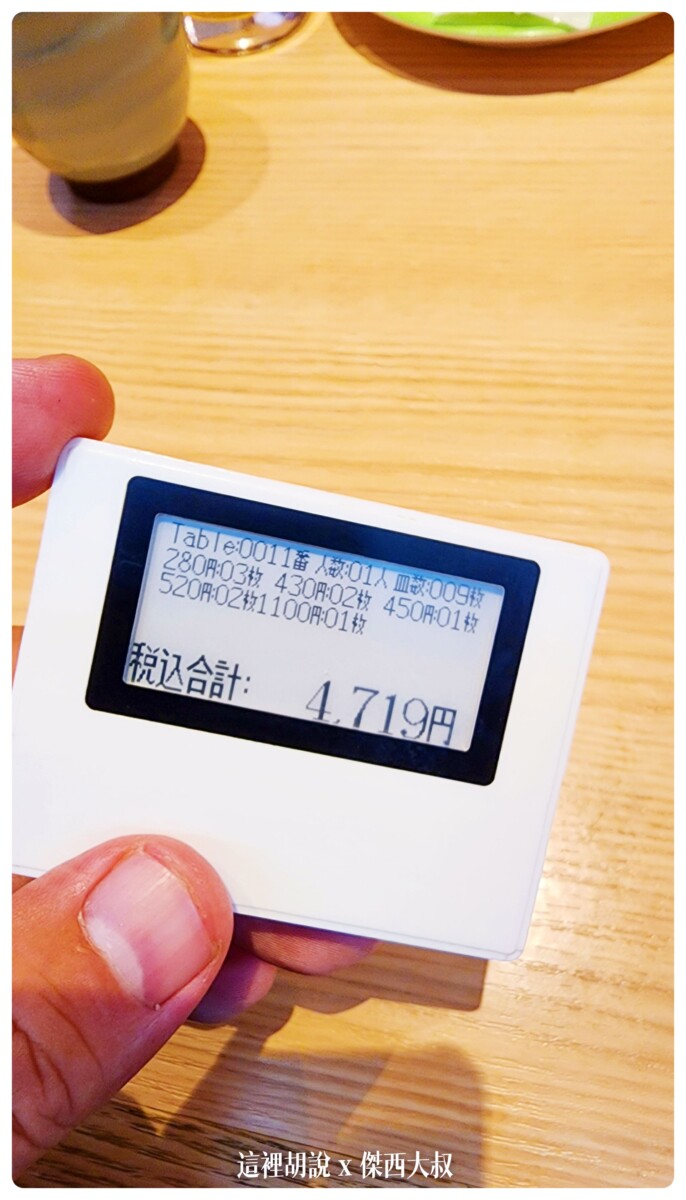 Table:0011番 人数:01人 皿数:009枚
280円:03枚 430円:02枚 450円:01枚
520円:02枚1100円:01枚
税込合計: 4,719円
這裡胡說 x 傑西大叔